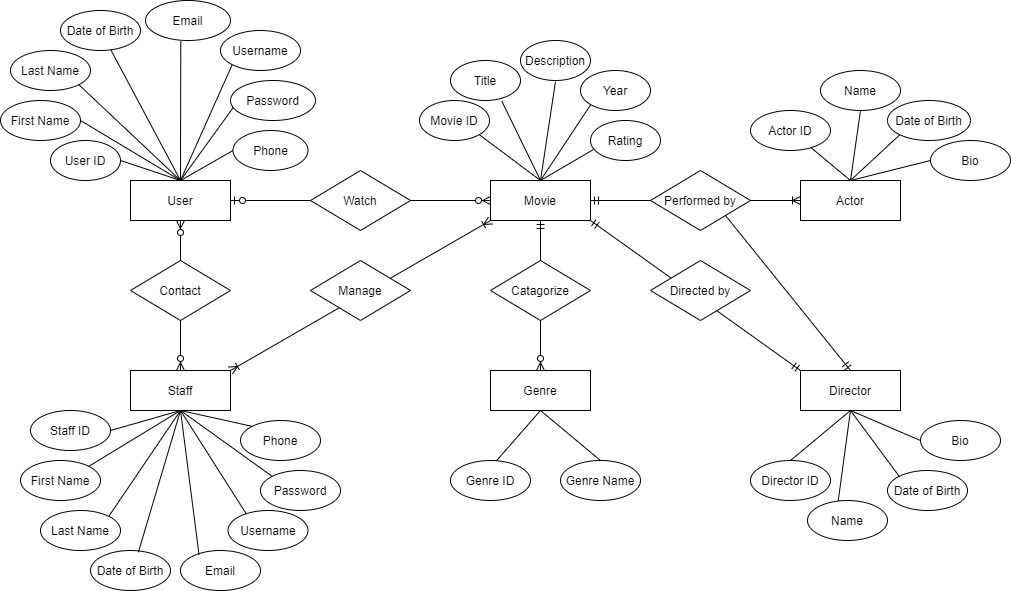 Email
Date of Birth
Username
Last Name
Password
First Name
Phone
User ID
User
Description
Title
Year
Movie ID
Rating
Movie
Name
Actor ID
Date of Birth
Bio
Actor
Watch
Performed by
Contact
Manage
Catagorize
Directed by
Staff
Genre
Director
Staff ID
Phone
First Name
Password
Last Name
Username
Date of Birth
Email
Genre ID
Genre Name
Bio
Director ID
Date of Birth
Name